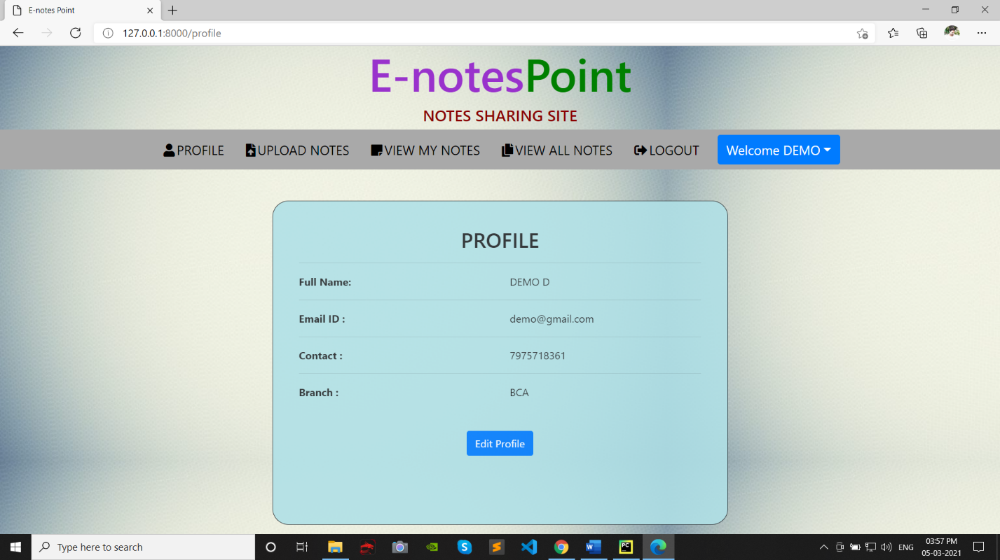 E-notes Point
127.0.0.1:8000/profile
E-notesPoint
NOTES SHARING SITE
PROFILE UPLOAD NOTES VIEW MY NOTES VIEW ALL NOTES LOGOUT Welcome DEMO
PROFILE
Full Name: DEMO D
Email ID : demo@gmail.com
Contact : 7975718361
Branch : BCA
Edit Profile
Type here to search
ENG
03:57 PM
05-03-2021